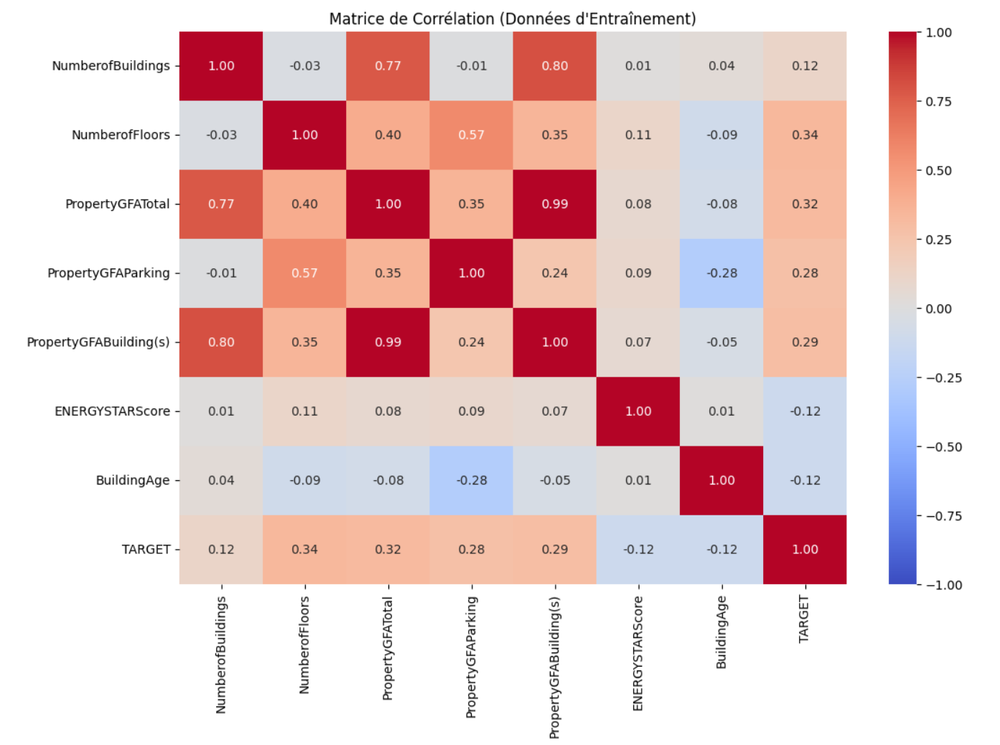 Matrice de Corrélation (Données d'Entraînement)
NumberofBuildings 1.00 -0.03 0.77 -0.01 0.80 0.01 0.04 0.12
NumberofFloors -0.03 1.00 0.40 0.57 0.35 0.11 -0.09 0.34
PropertyGFATotal 0.77 0.40 1.00 0.35 0.99 0.08 -0.08 0.32
PropertyGFAParking -0.01 0.57 0.35 1.00 0.24 0.09 -0.28 0.28
PropertyGFABuilding(s) 0.80 0.35 0.99 0.24 1.00 0.07 -0.05 0.29
ENERGYSTARScore 0.01 0.11 0.08 0.09 0.07 1.00 0.01 -0.12
BuildingAge 0.04 -0.09 -0.08 -0.28 -0.05 0.01 1.00 -0.12
TARGET 0.12 0.34 0.32 0.28 0.29 -0.12 -0.12 1.00
NumberofBuildings
NumberofFloors
PropertyGFATotal
PropertyGFAParking
PropertyGFABuilding(s)
ENERGYSTARScore
BuildingAge
TARGET
1.00
0.75
0.50
0.25
0.00
−0.25
−0.50
−0.75
−1.00